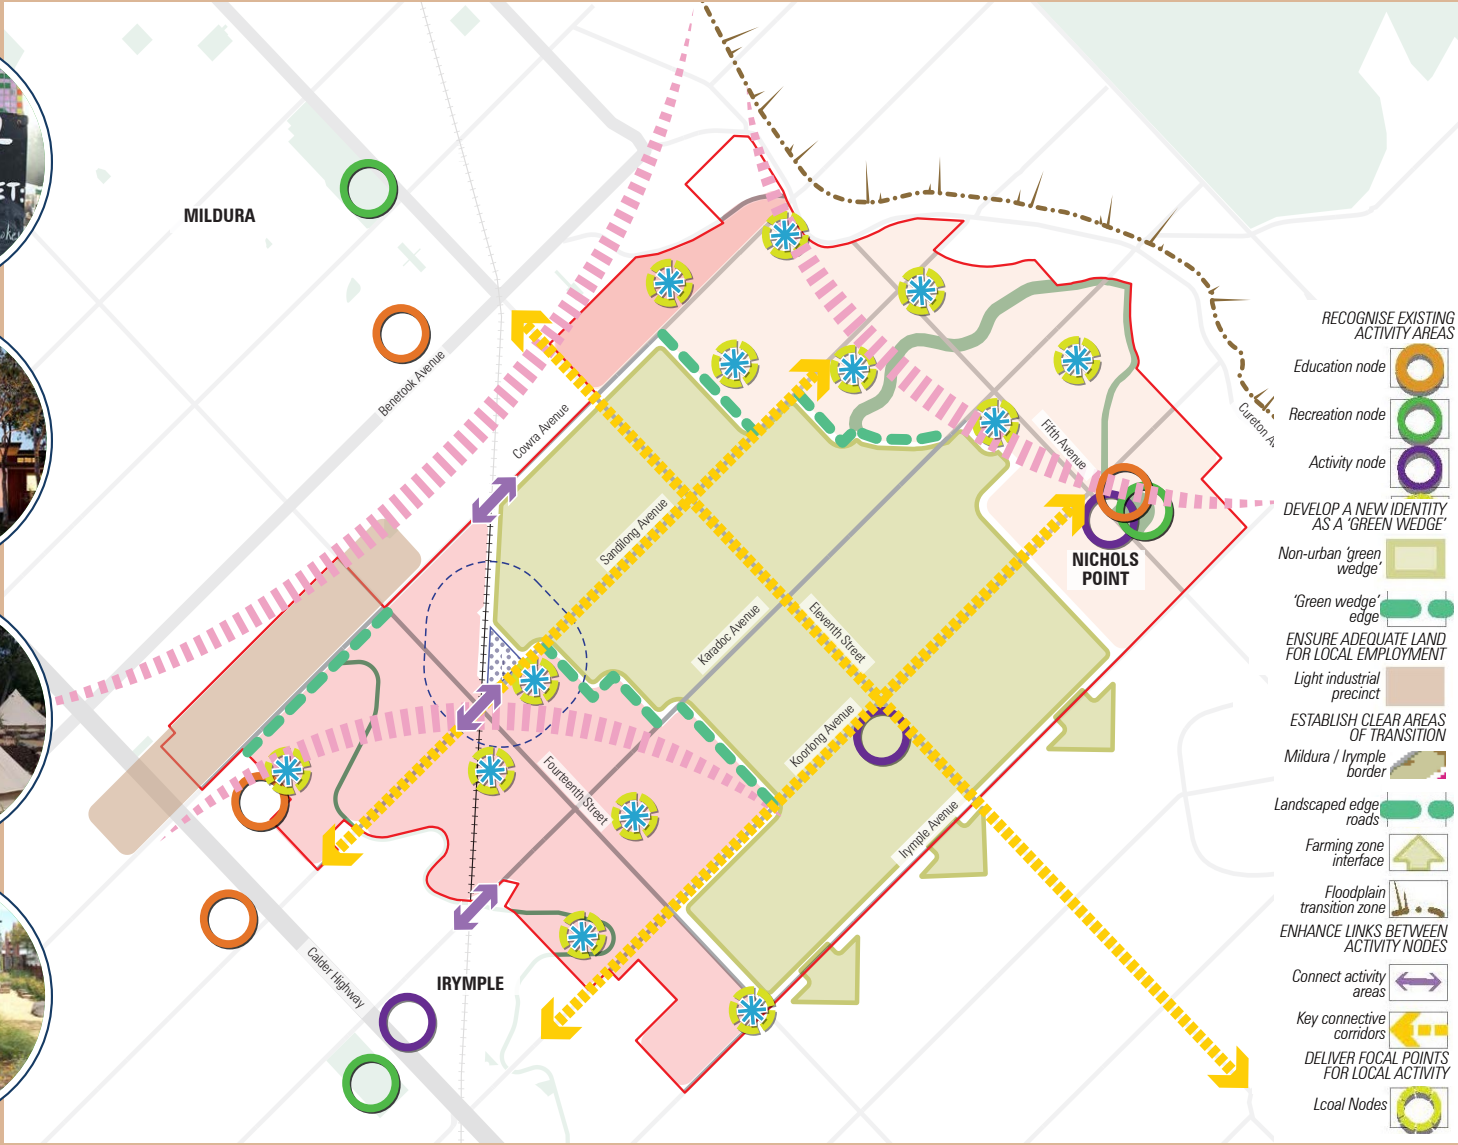 ET:
MILDURA
Benetook Avenue
Cowra Avenue
Sandilong Avenue
Karadoc Avenue
Eleventh Street
Koorlong Avenue
Fourteenth Street
Irymple Avenue
Fifth Avenue
Cureton
NICHOLS
POINT
IRYMPLE
Calder Highway
RECOGNISE EXISTING
ACTIVITY AREAS
Education node
Recreation node
Activity node
DEVELOP A NEW IDENTITY
AS A ‘GREEN WEDGE’
Non-urban ‘green
wedge’
‘Green wedge’
edge
ENSURE ADEQUATE LAND
FOR LOCAL EMPLOYMENT
Light industrial
precinct
ESTABLISH CLEAR AREAS
OF TRANSITION
Mildura / Irymple
border
Landscaped edge
roads
Farming zone
interface
Floodplain
transition zone
ENHANCE LINKS BETWEEN
ACTIVITY NODES
Connect activity
areas
Key connective
corridors
DELIVER FOCAL POINTS
FOR LOCAL ACTIVITY
Lcoal Nodes